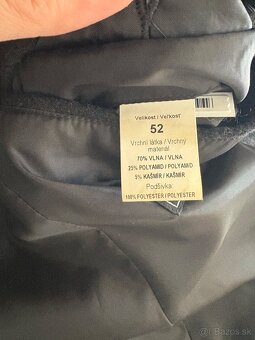 Velikost / Veľkosť
52
Vrchní látka / Vrchný
materiál:
70% VLNA / VLNA
25% POLYAMID / POLYAMID
5% KAŠMÍR / KAŠMÍR
Podšívka:
100% POLYESTER / POLYESTER
Bazos.sk